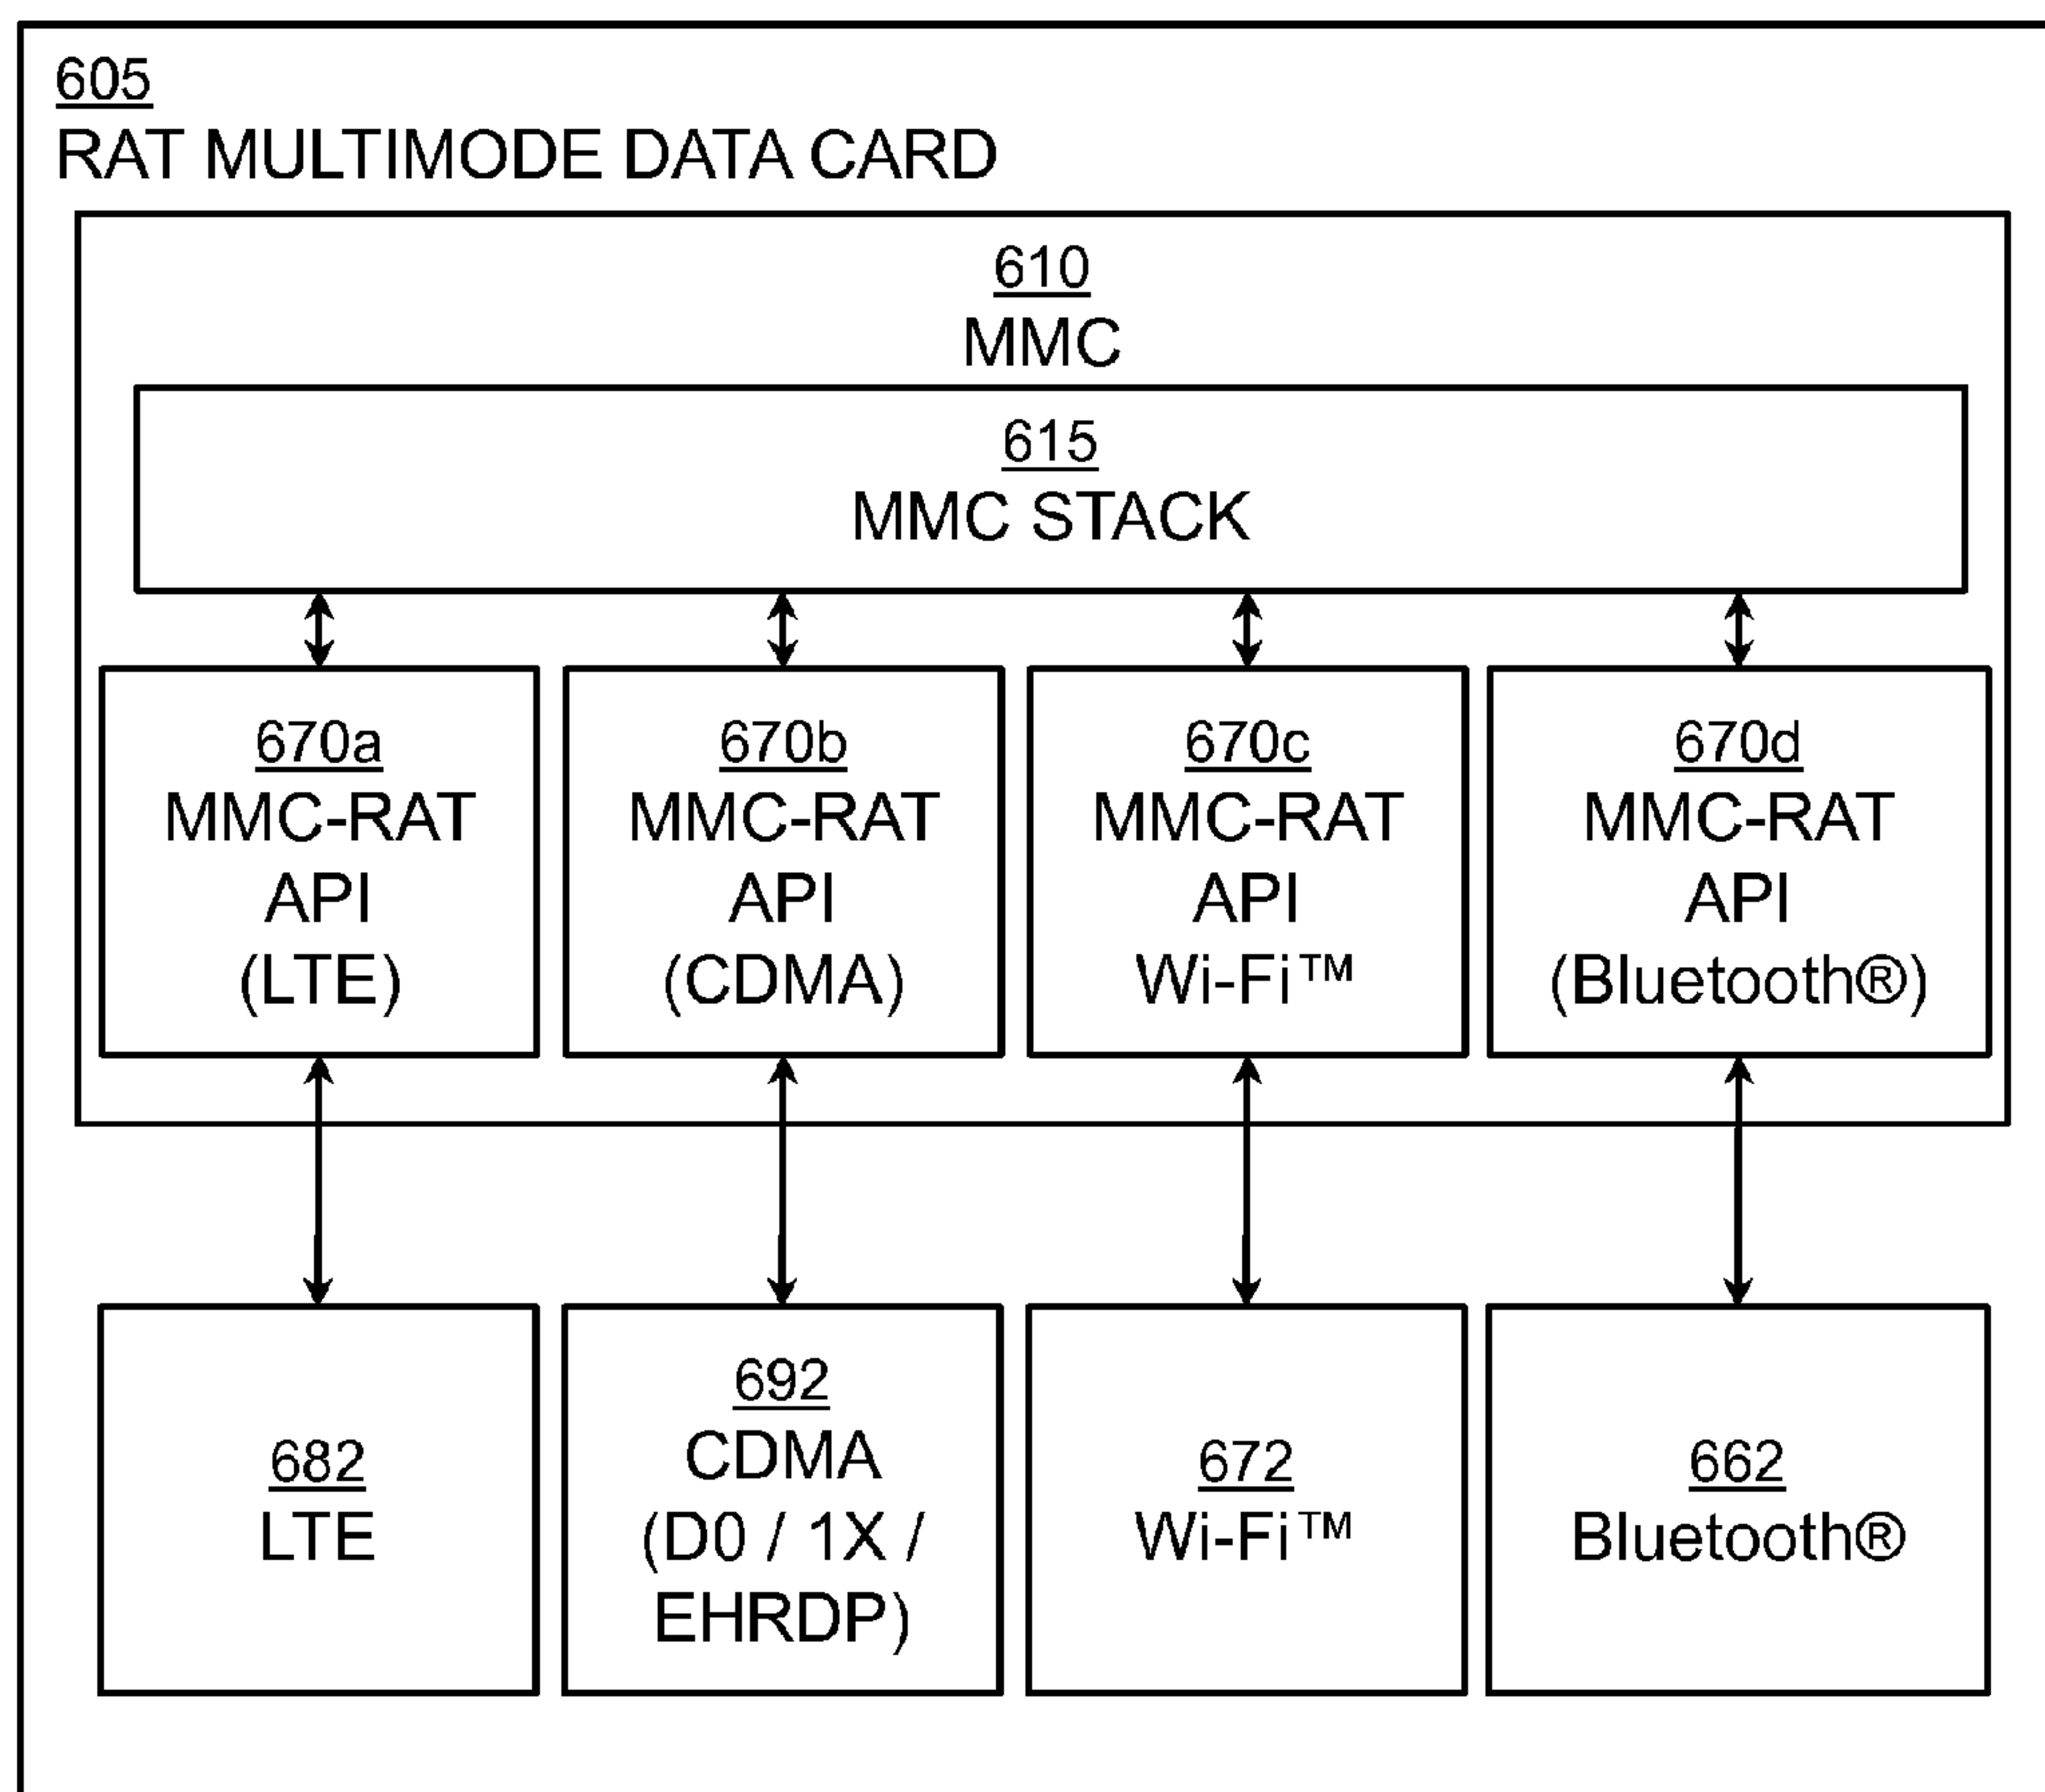 605
RAT MULTIMODE DATA CARD
610
MMC
615
MMC STACK
670a
MMC-RAT
API
(LTE)
670b
MMC-RAT
API
(CDMA)
670c
MMC-RAT
API
Wi-Fi™
670d
MMC-RAT
API
(Bluetooth®)
682
LTE
692
CDMA
(D0 / 1X /
EHRDP)
672
Wi-Fi™
662
Bluetooth®